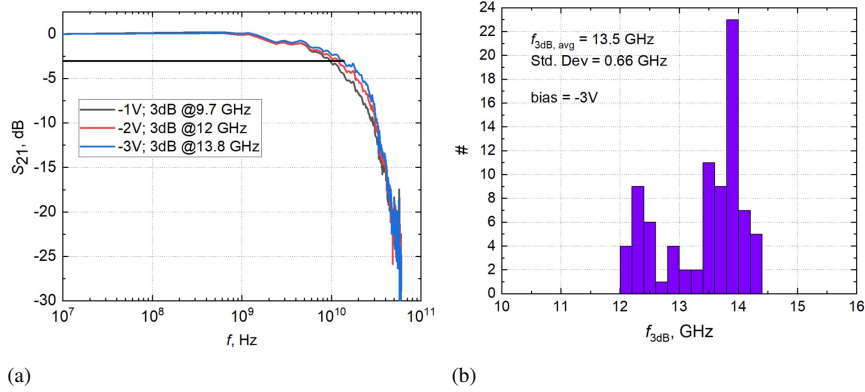 0
-5
-10
-15
-20
-25
-30
S21, dB
-1V; 3dB @9.7 GHz
-2V; 3dB @12 GHz
-3V; 3dB @13.8 GHz
10^7 10^8 10^9 10^10 10^11
f, Hz
(a)
24
22
20
18
16
14
12
10
8
6
4
2
0
#
f3dB, avg = 13.5 GHz
Std. Dev = 0.66 GHz
bias = -3V
10 11 12 13 14 15 16
f3dB, GHz
(b)